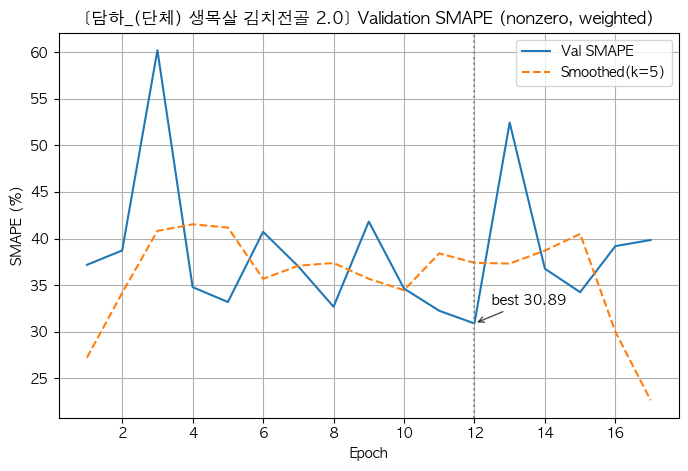 [담하_(단체) 생목살 김치전골 2.0] Validation SMAPE (nonzero, weighted)
60
55
50
45
40
35
30
25
SMAPE (%)
Val SMAPE
Smoothed(k=5)
best 30.89
2 4 6 8 10 12 14 16
Epoch